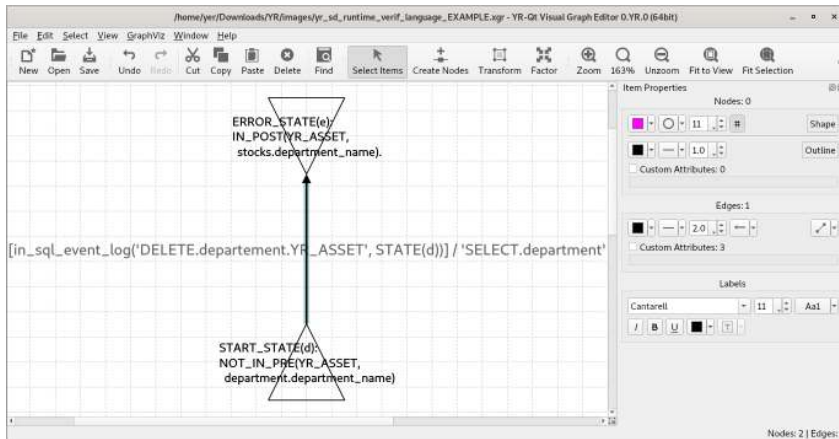 /home/yer/Downloads/YR/images/yr_sd_runtime_verif_language_EXAMPLE.xgr - YR-Qt Visual Graph Editor 0.YR.0 (64bit)
File Edit Select View GraphViz Window Help
New Open Save Undo Redo Cut Copy Paste Delete Find Select Items Create Nodes Transform Factor Zoom 163% Unzoom Fit to View Fit Selection
Item Properties
Nodes: 0
11 # Shape
1.0 Outline
Custom Attributes: 0
Edges: 1
2.0
Custom Attributes: 3
Labels
Cantarell 11 Aa1
I B U T
ERROR_STATE(e):
IN_POST(YR_ASSET,
stocks.department_name).
[in_sql_event_log('DELETE.departement.YR_ASSET', STATE(d))] / 'SELECT.department'
START_STATE(d):
NOT_IN_PRE(YR_ASSET,
department.department_name)
Nodes: 2 | Edges: